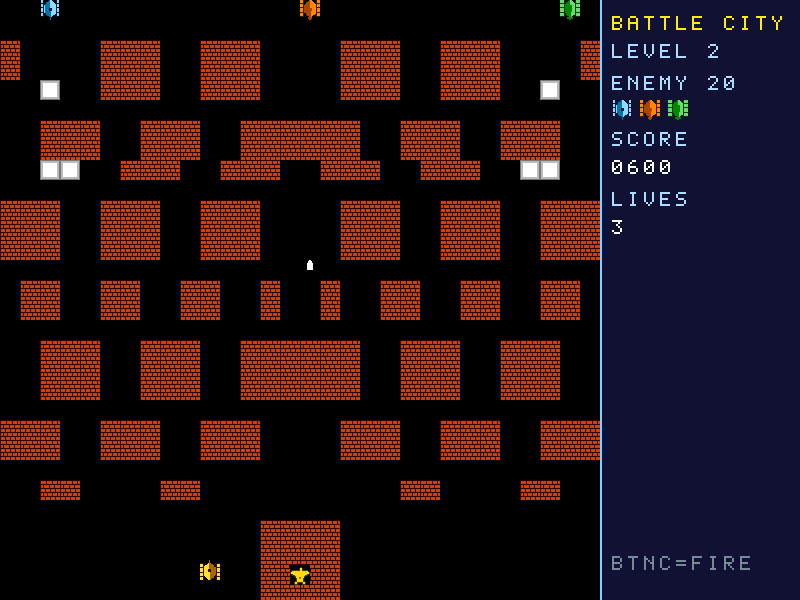 BATTLE CITY
LEVEL 2
ENEMY 20
SCORE
0600
LIVES
3
BTNC=FIRE